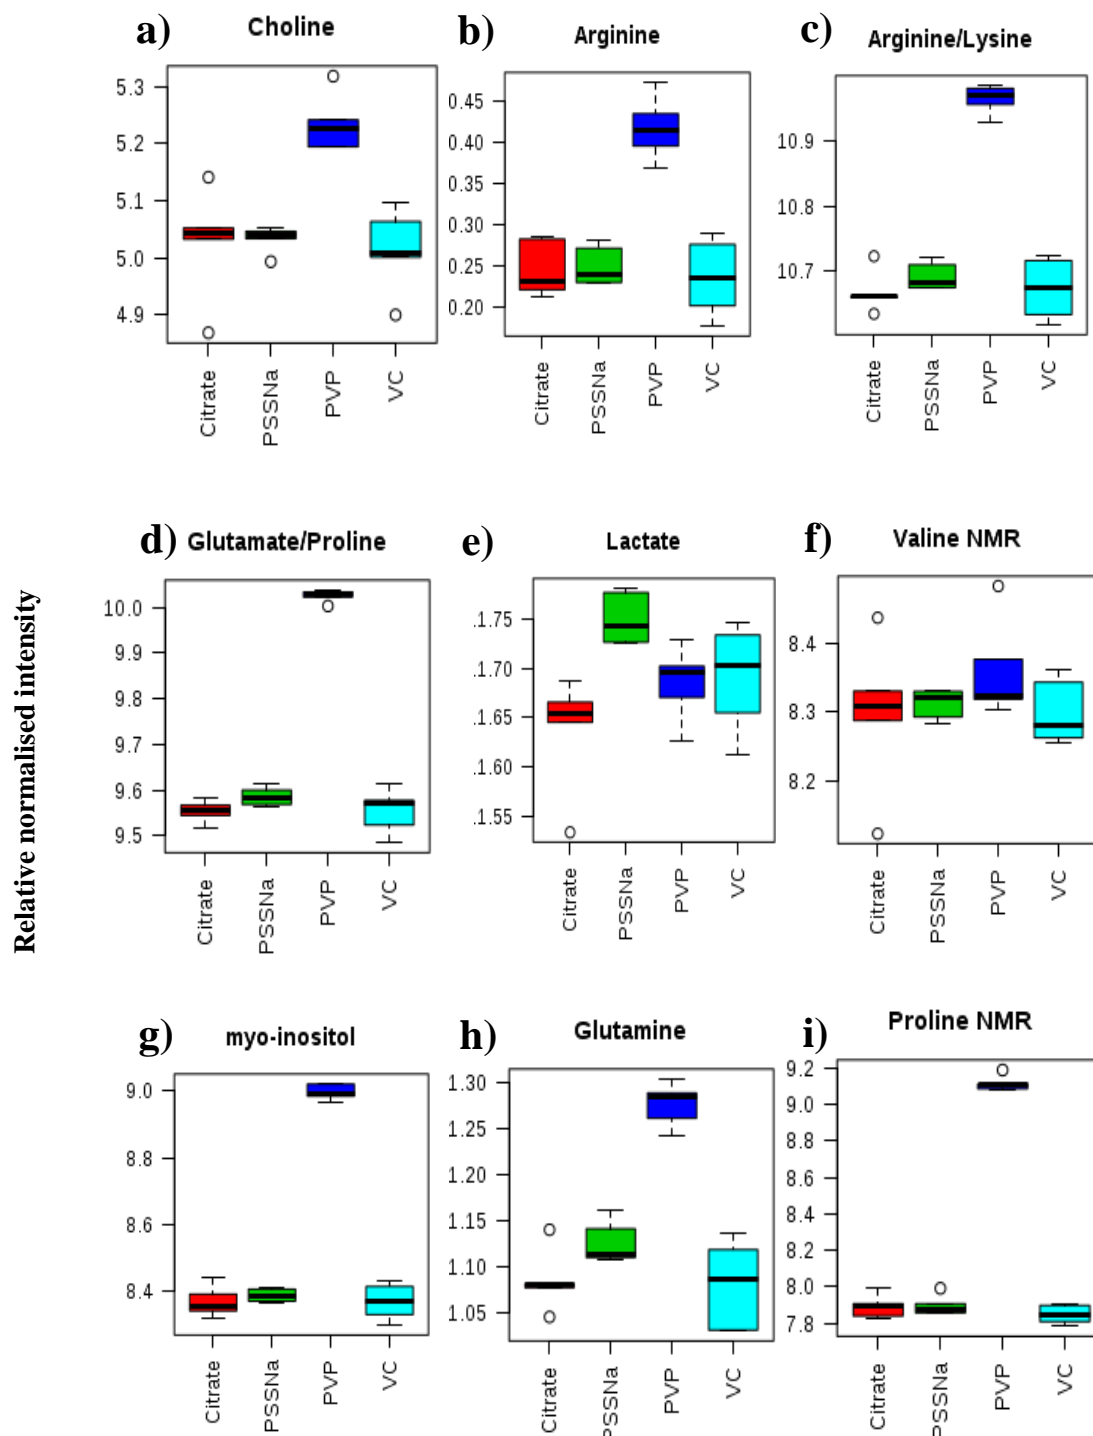 a) Choline
5.3
5.2
5.1
5.0
4.9
Citrate
PSSNa
PVP
VC
b) Arginine
0.45
0.40
0.35
0.30
0.25
0.20
Citrate
PSSNa
PVP
VC
c) Arginine/Lysine
10.9
10.8
10.7
Citrate
PSSNa
PVP
VC
Relative normalised intensity
d) Glutamate/Proline
10.0
9.9
9.8
9.7
9.6
9.5
Citrate
PSSNa
PVP
VC
e) Lactate
.1.75
.1.70
.1.65
.1.60
.1.55
Citrate
PSSNa
PVP
VC
f) Valine NMR
8.4
8.3
8.2
Citrate
PSSNa
PVP
VC
g) myo-inositol
9.0
8.8
8.6
8.4
Citrate
PSSNa
PVP
VC
h) Glutamine
1.30
1.25
1.20
1.15
1.10
1.05
Citrate
PSSNa
PVP
VC
i) Proline NMR
9.2
9.0
8.8
8.6
8.4
8.2
8.0
7.8
Citrate
PSSNa
PVP
VC